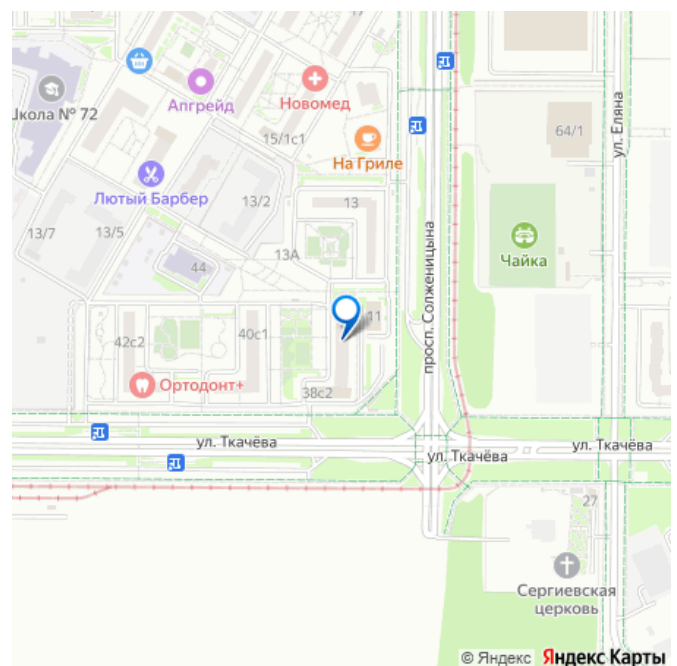 17
Апгрейд
Новомед
Школа № 72
15/1с1
64/1
ул. Еляна
На Гриле
Лютый Барбер
13/2
13
13/7
13/5
Чайка
13А
44
просп. Солженицына
11
40с1
42с2
Ортодонт+
38с2
ул. Ткачёва
ул. Ткачёва
ул. Ткачёва
27
Сергиевская
церковь
© Яндекс Яндекс Карты